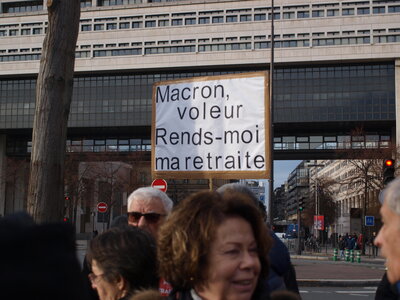 Macron,
voleur
Rends-moi
ma retraite